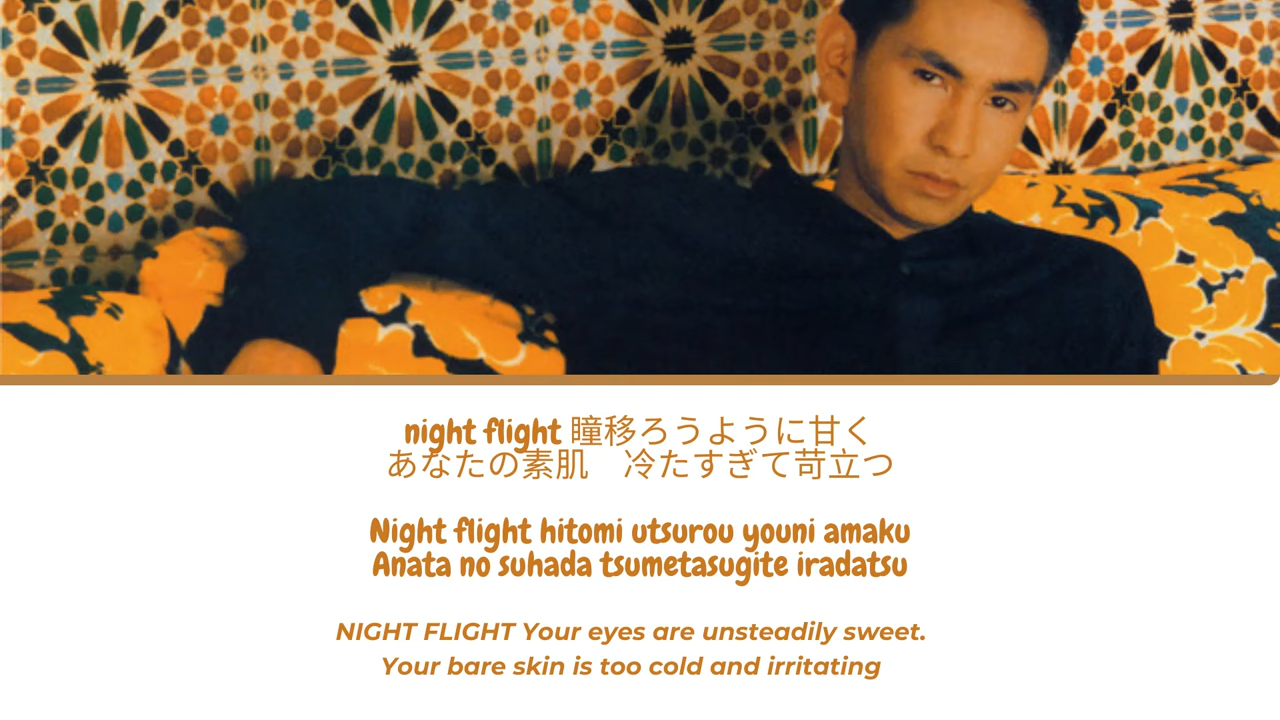 night flight 瞳移ろうように甘く
あなたの素肌　冷たすぎて苛立つ
Night flight hitomi utsurou youni amaku
Anata no suhada tsumetasugite iradatsu
NIGHT FLIGHT Your eyes are unsteadily sweet.
Your bare skin is too cold and irritating